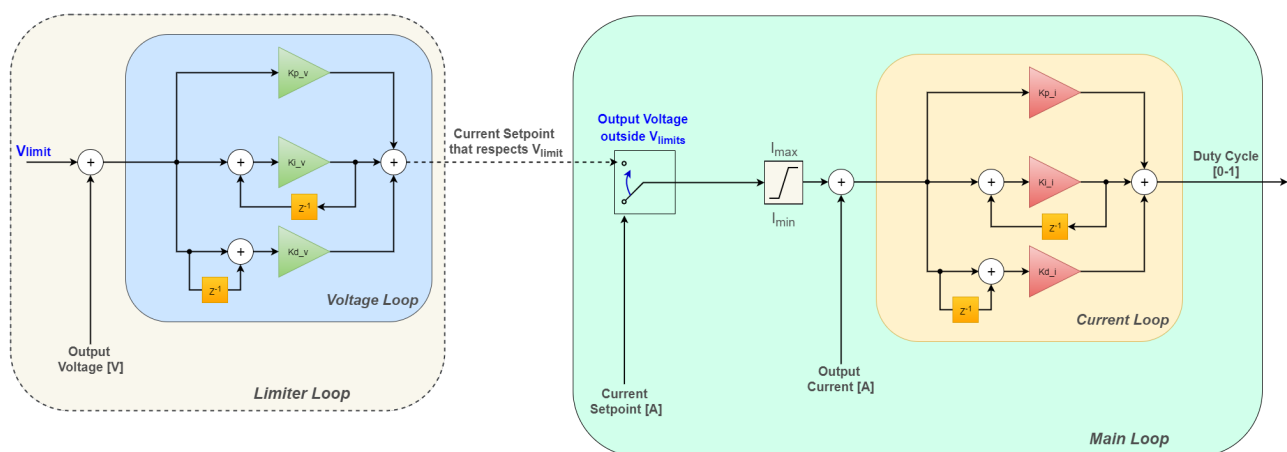 Vlimit
+
Output
Voltage [V]
Kp_v
+
Ki_v
+
z-1
+
Kd_v
z-1
Voltage Loop
Limiter Loop
Current Setpoint
that respects Vlimit
Output Voltage
outside Vlimits
Current
Setpoint [A]
Imax
Imin
+
Output
Current [A]
Kp_i
+
Ki_i
+
z-1
+
Kd_i
z-1
Current Loop
Duty Cycle
[0-1]
Main Loop